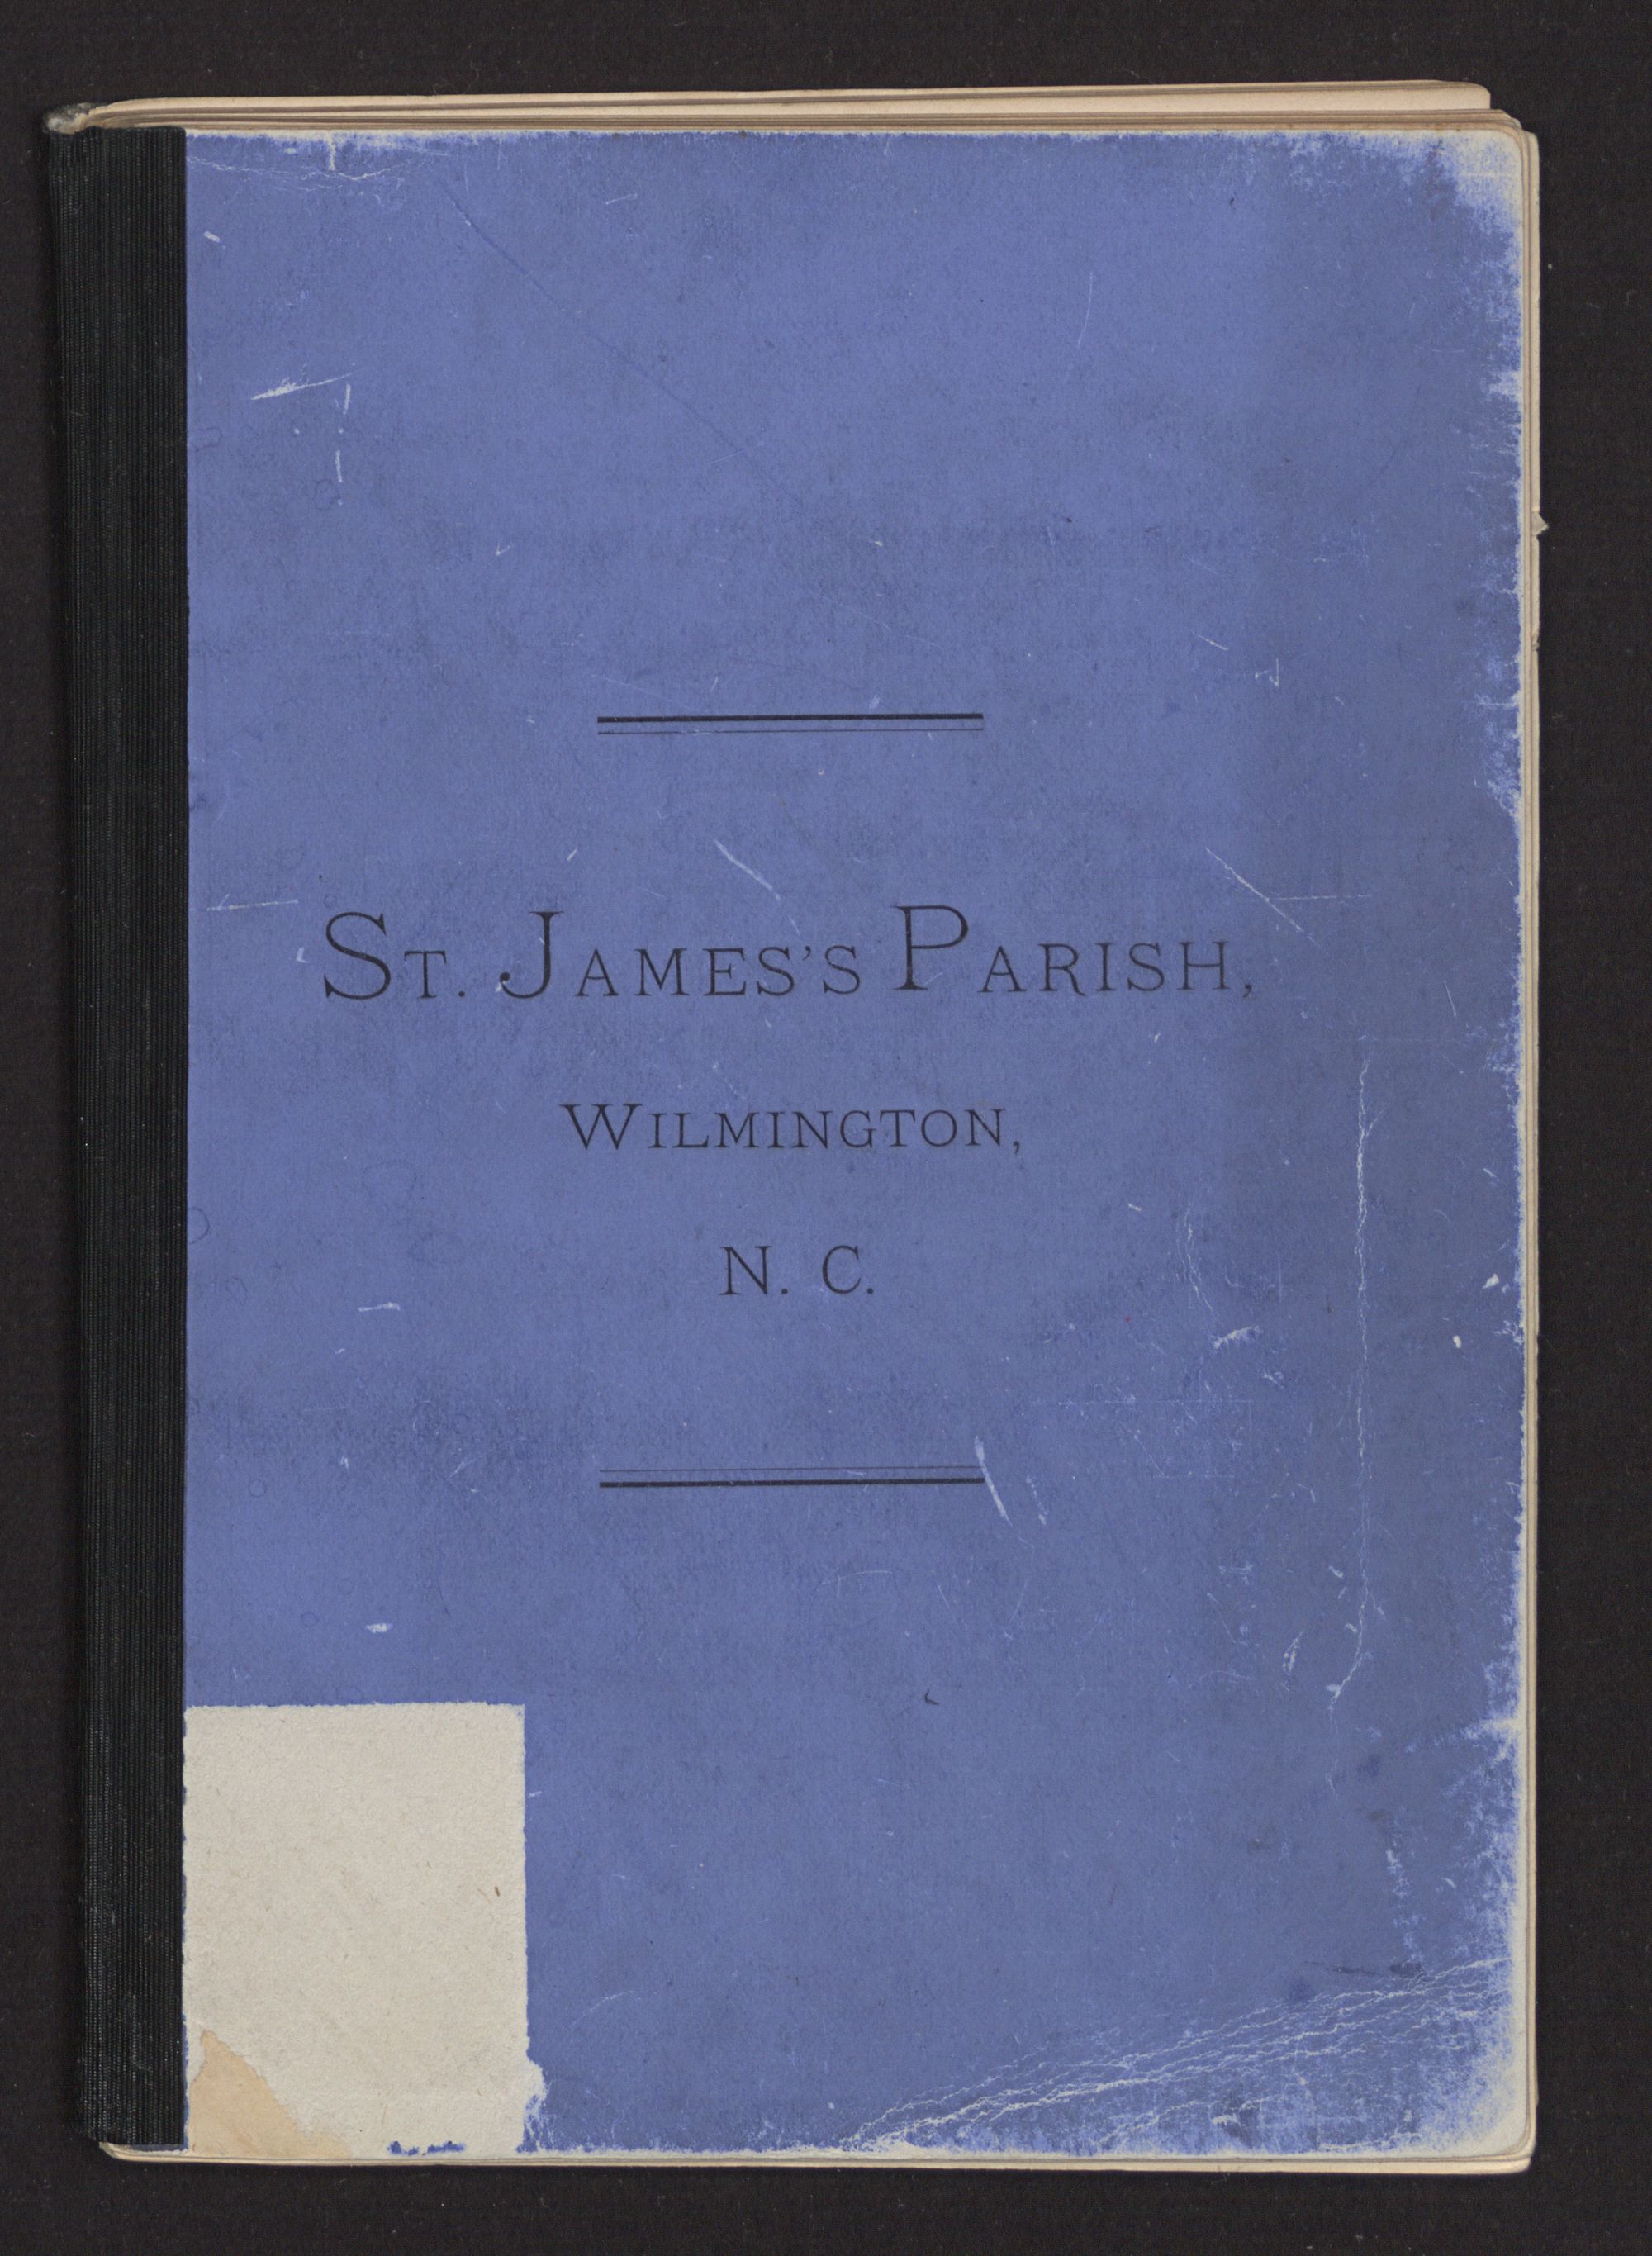 St. James's Parish,
Wilmington,
N. C.